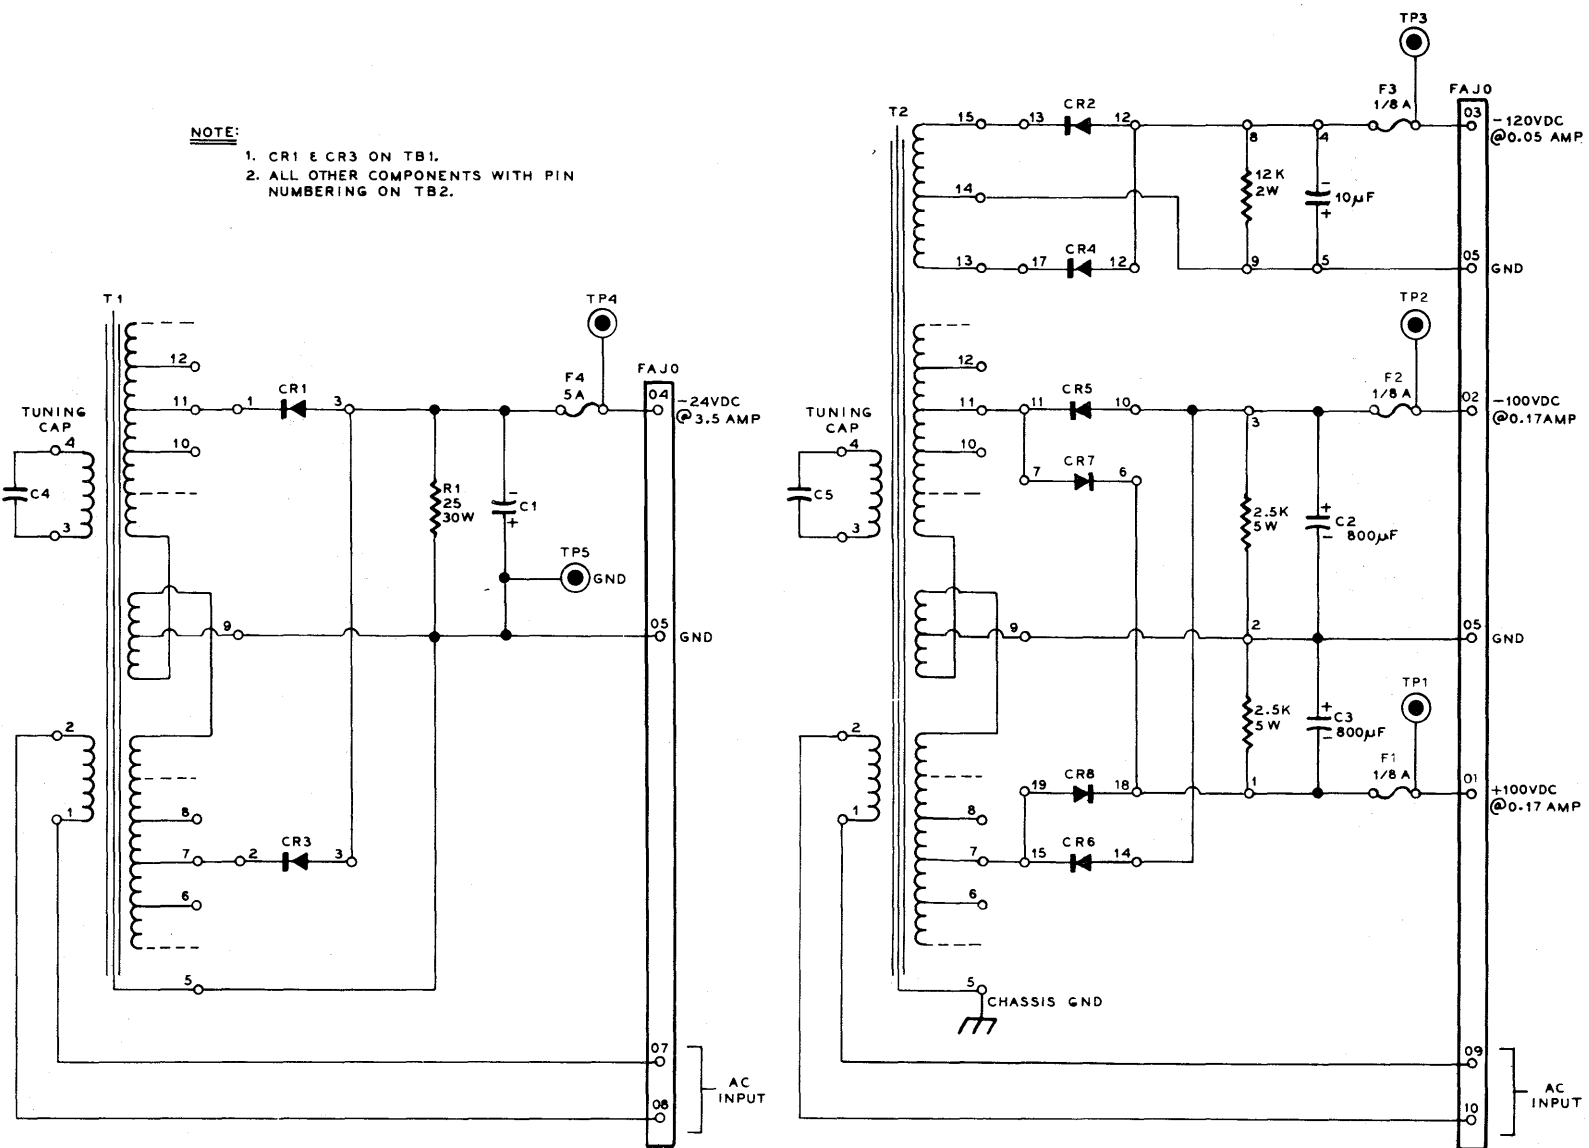 NOTE:
1. CR1 & CR3 ON TB1.
2. ALL OTHER COMPONENTS WITH PIN
NUMBERING ON TB2.
T1
TUNING
CAP
4
C4
3
2
1
12
11
10
9
8
7
6
5
1
CR1
3
2
CR3
3
R1
25
30W
-
C1
+
TP5
GND
TP4
F4
5A
FAJ0
04
-24VDC
@ 3.5 AMP
05
GND
07
08
AC
INPUT
T2
TUNING
CAP
4
C5
3
2
1
15
14
13
12
11
10
9
8
7
6
5
CHASSIS GND
13
CR2
12
17
CR4
12
11
CR5
10
7
CR7
6
19
CR8
18
15
CR6
14
8
12K
2W
9
4
-
10µF
+
5
3
2.5K
5W
2
2.5K
5W
1
+
C2
-
800µF
+
C3
-
800µF
TP3
F3
1/8 A
FAJ0
03
-120VDC
@0.05 AMP
05
GND
TP2
F2
1/8 A
02
-100VDC
@0.17AMP
05
GND
TP1
F1
1/8 A
01
+100VDC
@0.17 AMP
09
10
AC
INPUT